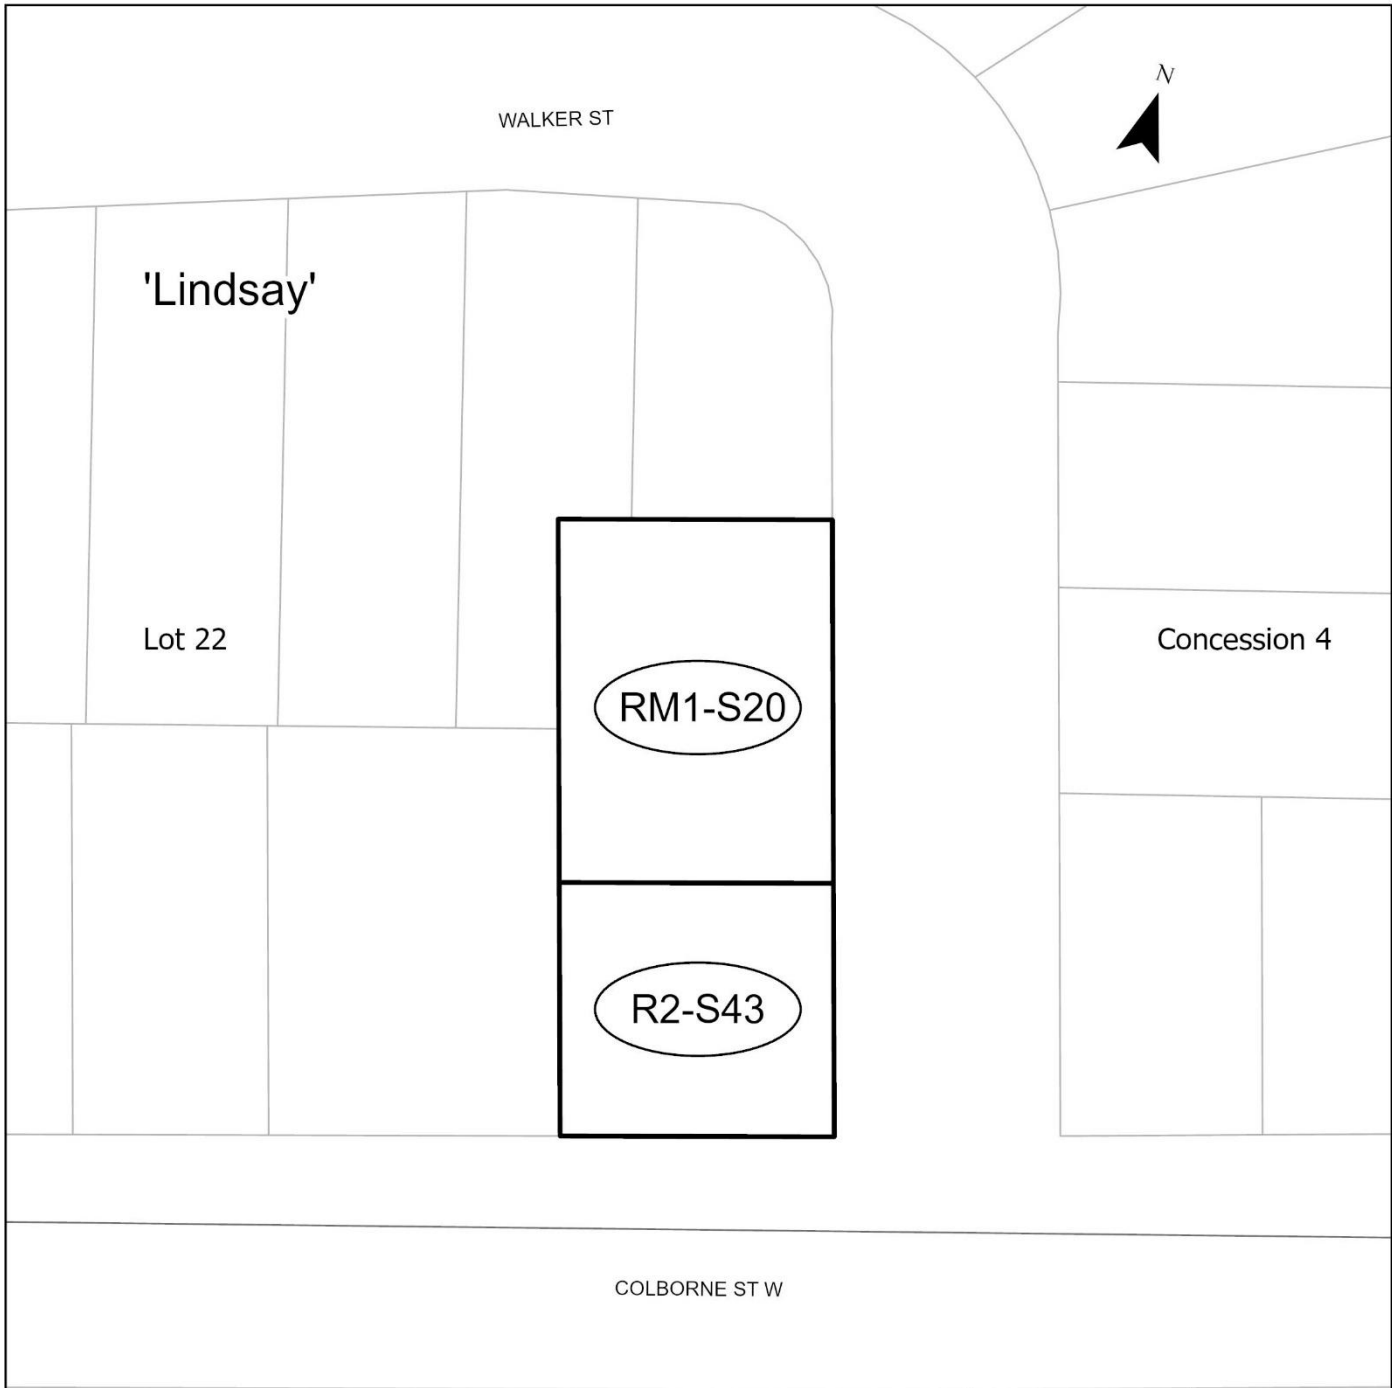 N
WALKER ST
'Lindsay'
Lot 22
Concession 4
RM1-S20
R2-S43
COLBORNE ST W